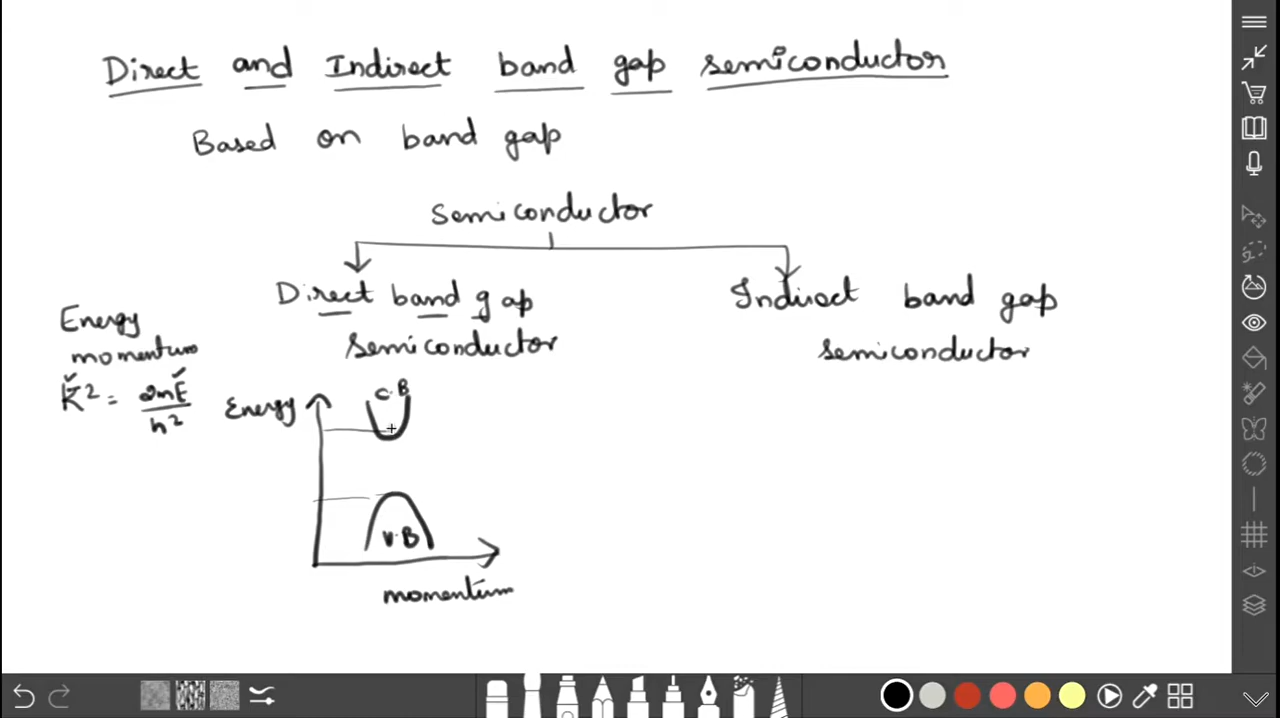 Direct and Indirect band gap semiconductor
Based on band gap
semiconductor
Direct band gap
semiconductor
Indirect band gap
semiconductor
Energy
momentum
K² = 2mE
h²
Energy
C.B
V.B
momentum